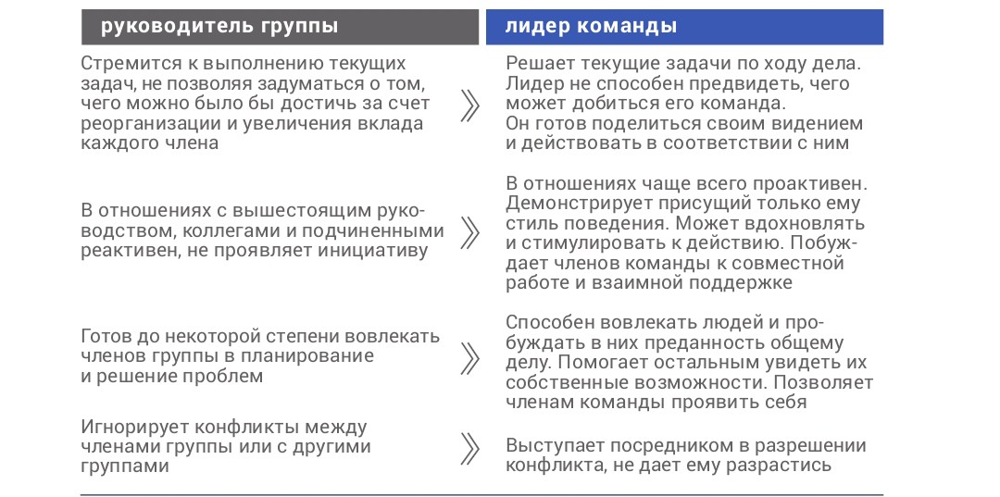 руководитель группы
лидер команды
Стремится к выполнению текущих
задач, не позволяя задуматься о том,
чего можно было бы достичь за счет
реорганизации и увеличения вклада
каждого члена
Решает текущие задачи по ходу дела.
Лидер не способен предвидеть, чего
может добиться его команда.
Он готов поделиться своим видением
и действовать в соответствии с ним
В отношениях с вышестоящим руко-
водством, коллегами и подчиненными
реактивен, не проявляет инициативу
В отношениях чаще всего проактивен.
Демонстрирует присущий только ему
стиль поведения. Может вдохновлять
и стимулировать к действию. Побуж-
дает членов команды к совместной
работе и взаимной поддержке
Готов до некоторой степени вовлекать
членов группы в планирование
и решение проблем
Способен вовлекать людей и про-
буждать в них преданность общему
делу. Помогает остальным увидеть их
собственные возможности. Позволяет
членам команды проявить себя
Игнорирует конфликты между
членами группы или с другими
группами
Выступает посредником в разрешении
конфликта, не дает ему разрастись